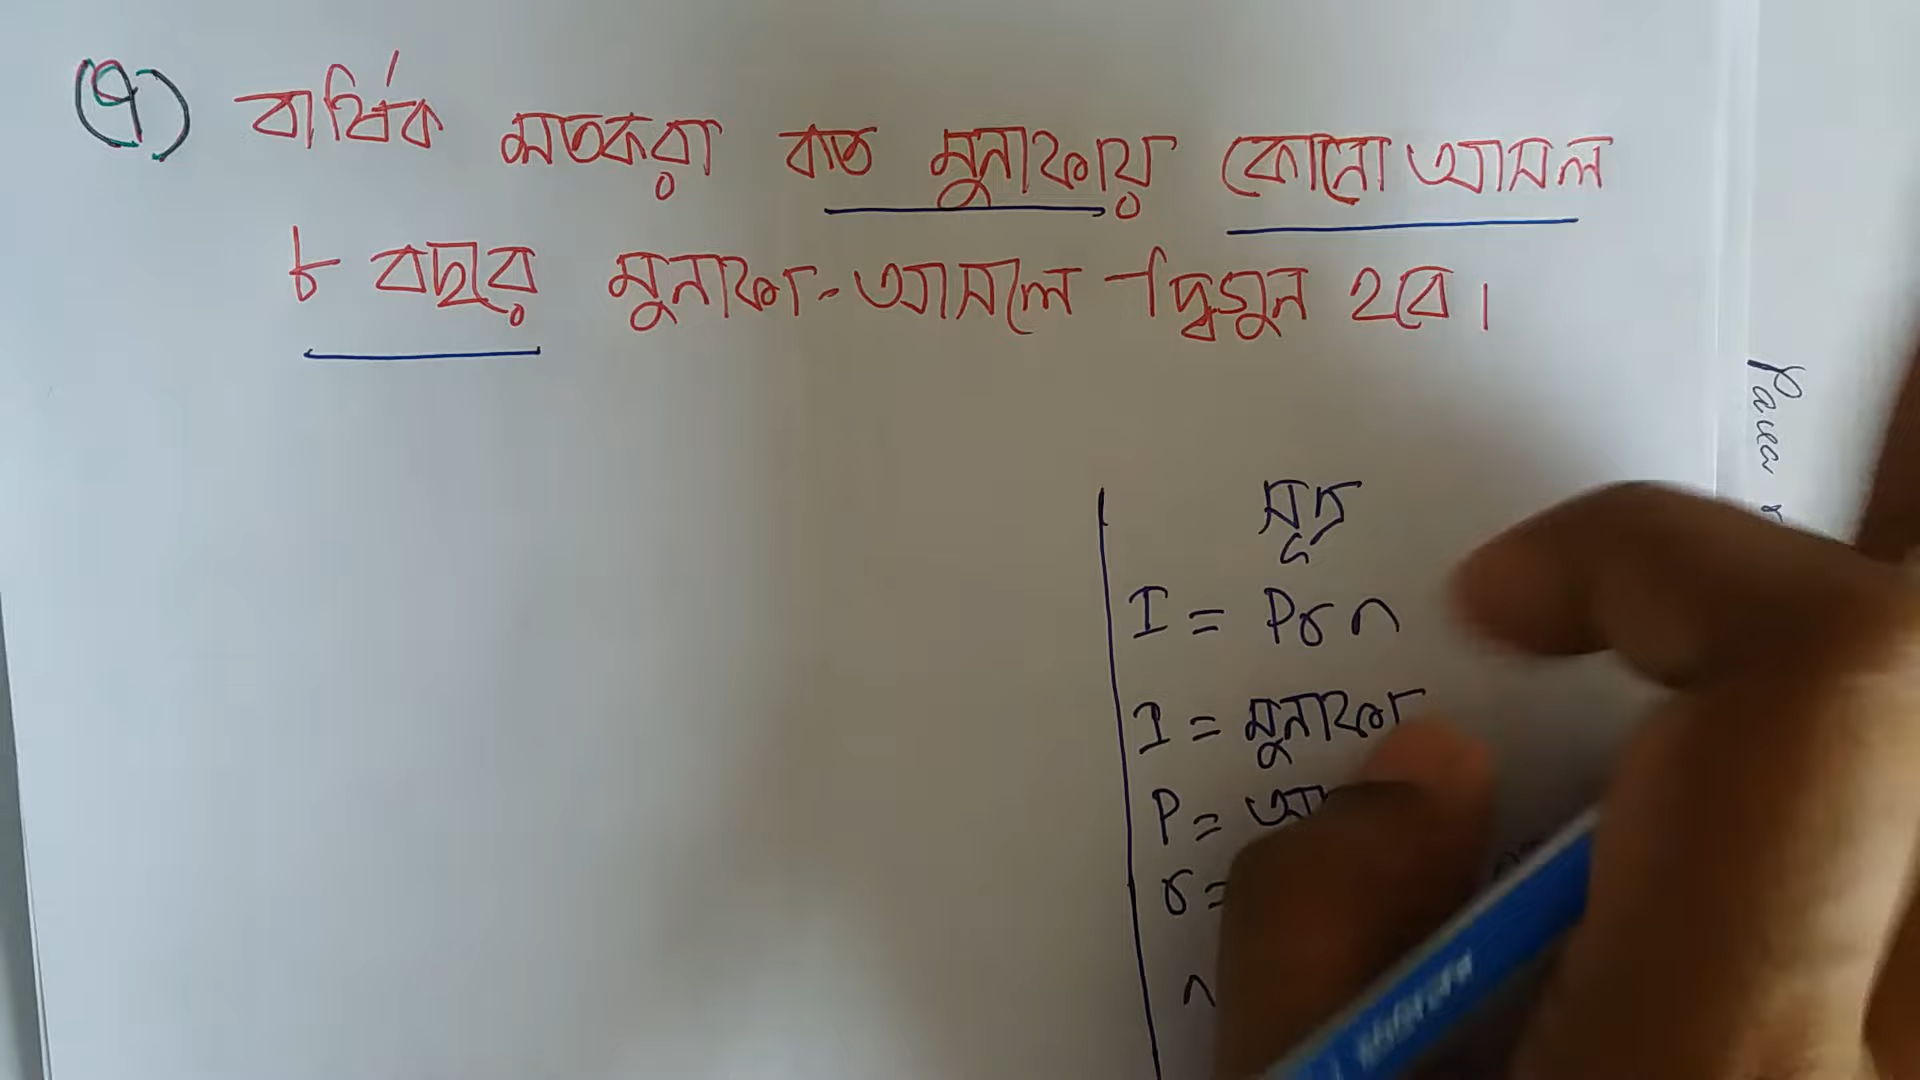 (৭) বার্ষিক শতকরা কত মুনাফায় কোনো আসল
৮ বছরে মুনাফা-আসলে দ্বিগুন হবে।
সূত্র
I = Prn
I = মুনাফা
P =
r =
n